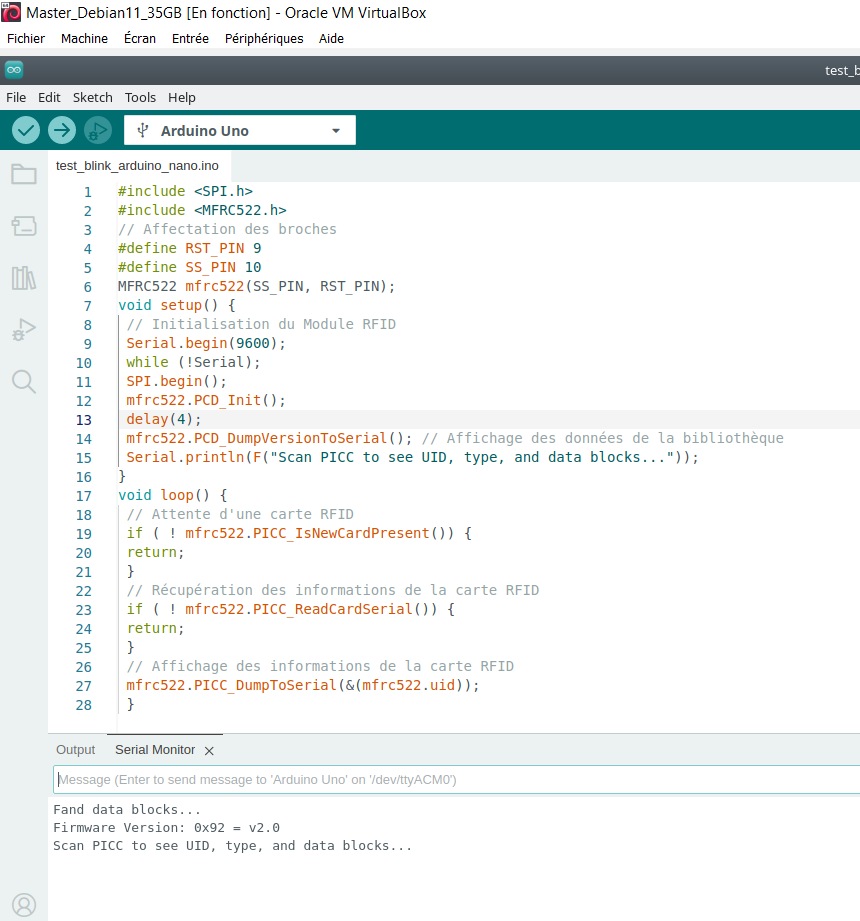 Master_Debian11_35GB [En fonction] - Oracle VM VirtualBox
Fichier Machine Écran Entrée Périphériques Aide
test_b
File Edit Sketch Tools Help
Arduino Uno
test_blink_arduino_nano.ino
1 #include <SPI.h>
2 #include <MFRC522.h>
3 // Affectation des broches
4 #define RST_PIN 9
5 #define SS_PIN 10
6 MFRC522 mfrc522(SS_PIN, RST_PIN);
7 void setup() {
8 // Initialisation du Module RFID
9 Serial.begin(9600);
10 while (!Serial);
11 SPI.begin();
12 mfrc522.PCD_Init();
13 delay(4);
14 mfrc522.PCD_DumpVersionToSerial(); // Affichage des données de la bibliothèque
15 Serial.println(F("Scan PICC to see UID, type, and data blocks..."));
16 }
17 void loop() {
18 // Attente d'une carte RFID
19 if ( ! mfrc522.PICC_IsNewCardPresent()) {
20 return;
21 }
22 // Récupération des informations de la carte RFID
23 if ( ! mfrc522.PICC_ReadCardSerial()) {
24 return;
25 }
26 // Affichage des informations de la carte RFID
27 mfrc522.PICC_DumpToSerial(&(mfrc522.uid));
28 }
Output Serial Monitor
Message (Enter to send message to 'Arduino Uno' on '/dev/ttyACM0')
Fand data blocks...
Firmware Version: 0x92 = v2.0
Scan PICC to see UID, type, and data blocks...